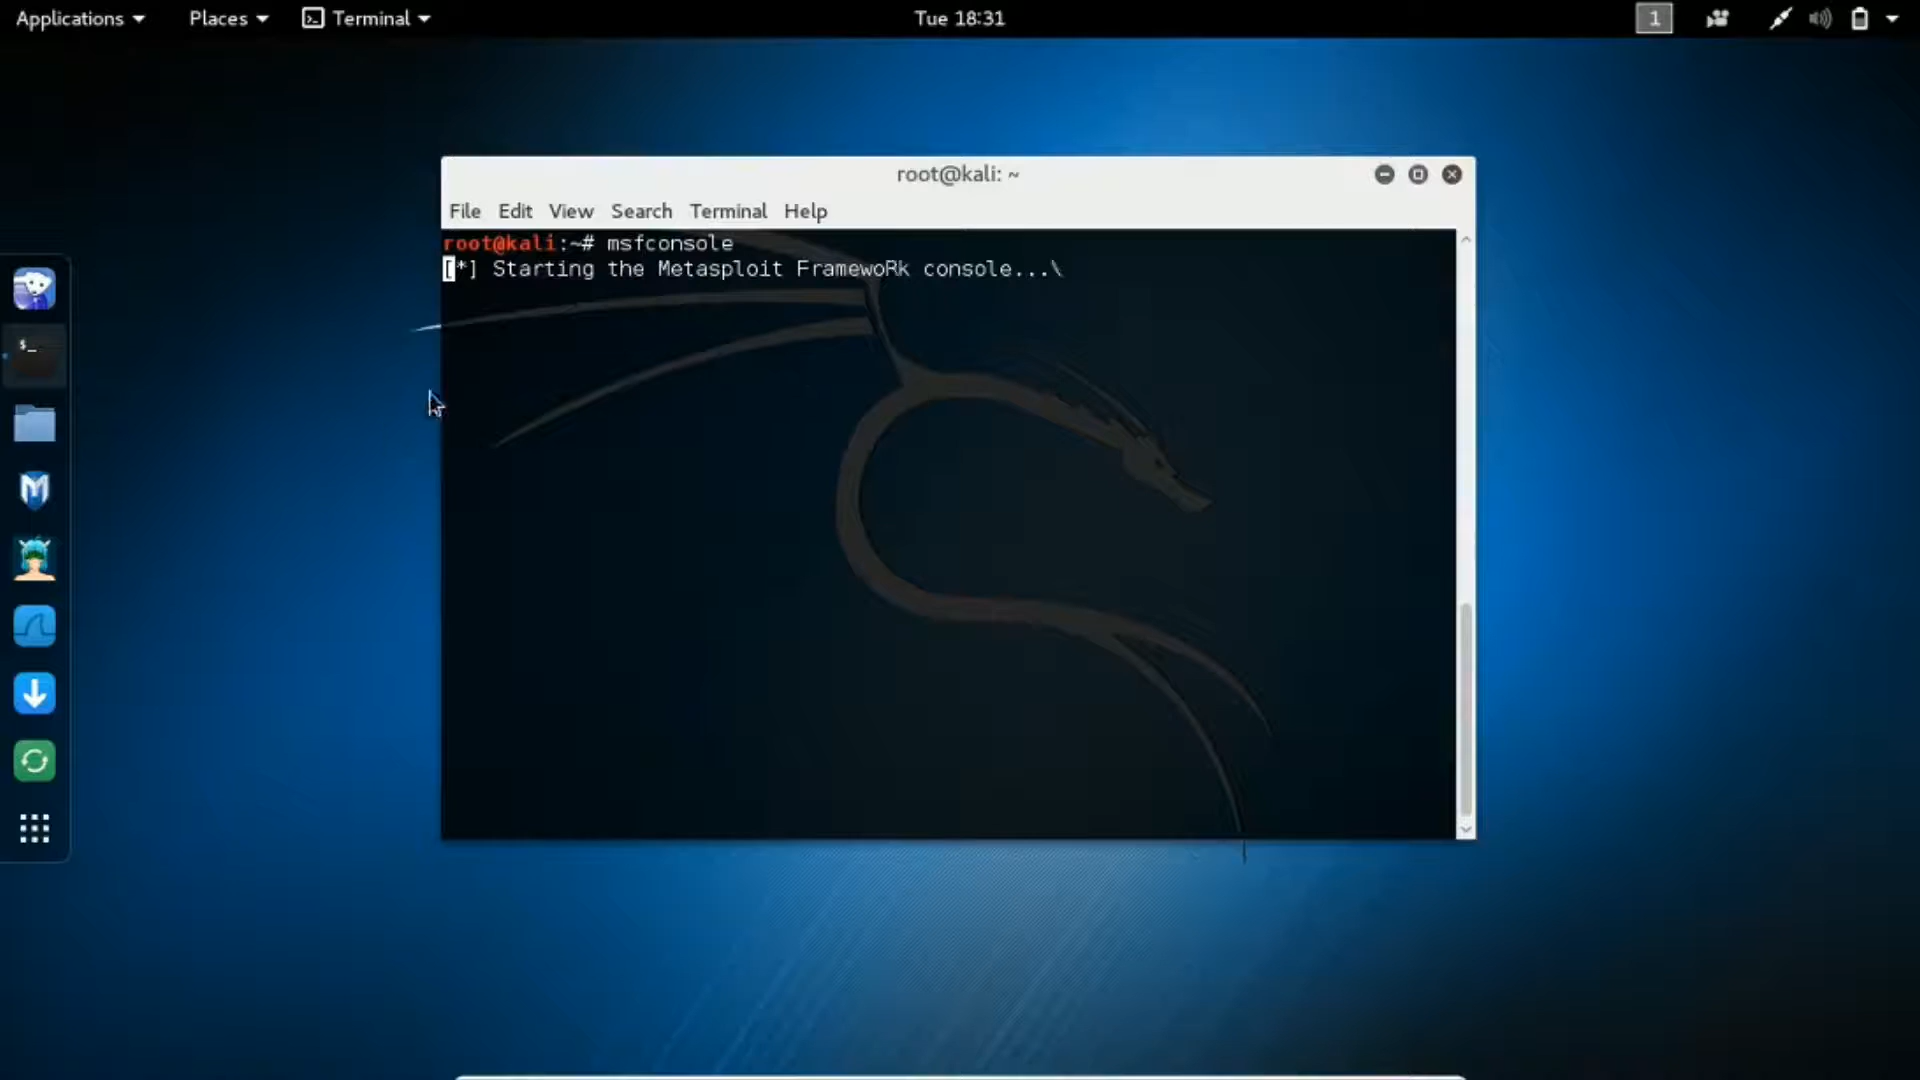 Applications Places Terminal Tue 18:31 1
root@kali: ~
File Edit View Search Terminal Help
root@kali:~# msfconsole
[*] Starting the Metasploit FramewoRk console...\
$_
M